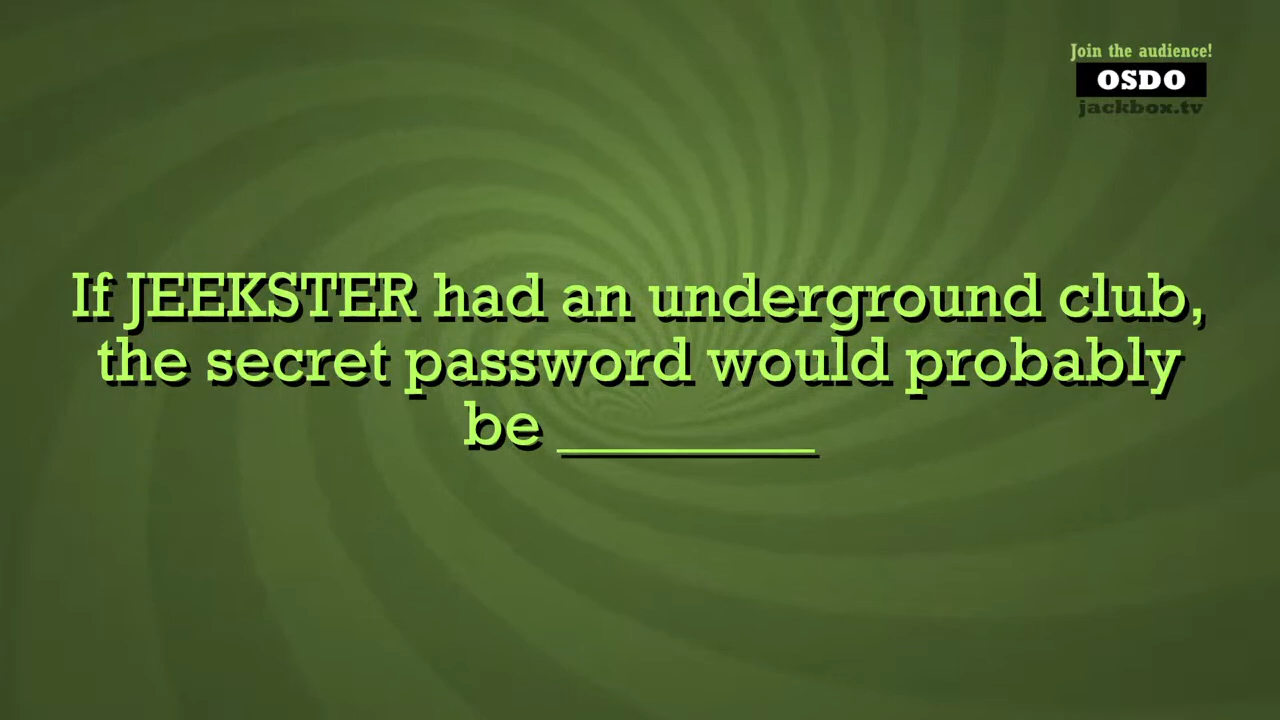 Join the audience!
OSDO
jackbox.tv
If JEEKSTER had an underground club,
the secret password would probably
be ________